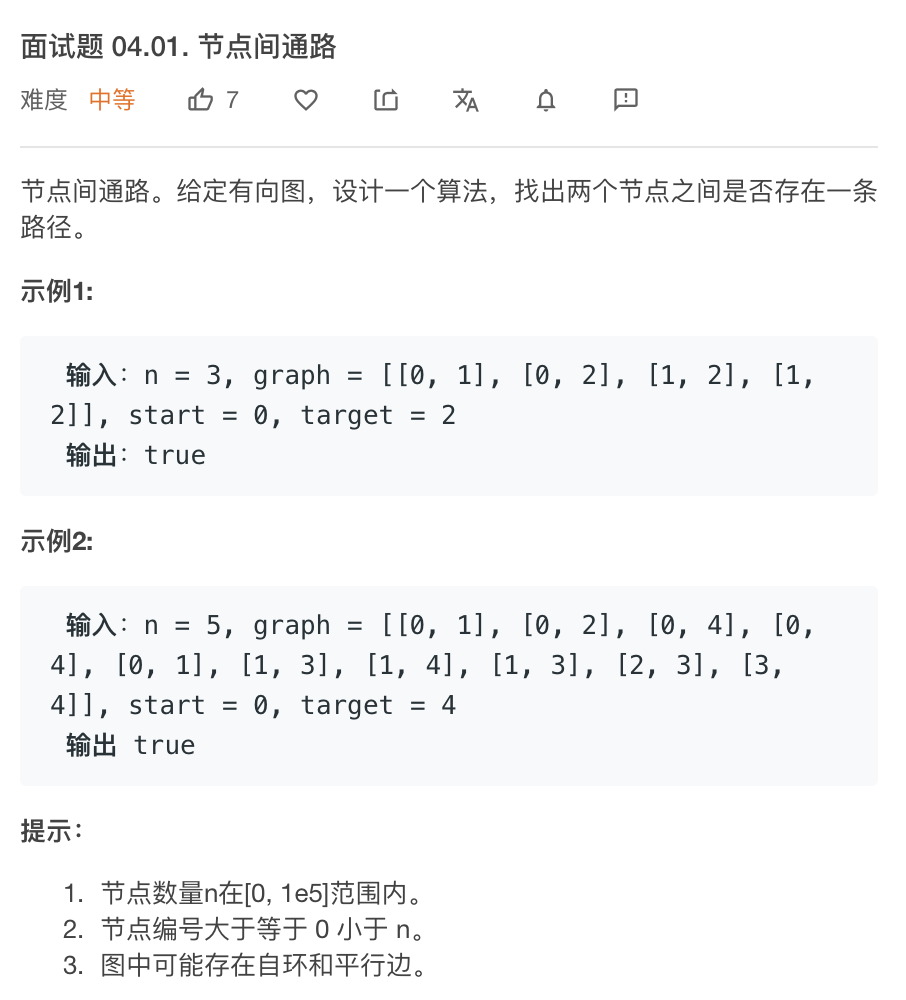 面试题 04.01. 节点间通路
难度 中等 7
节点间通路。给定有向图，设计一个算法，找出两个节点之间是否存在一条
路径。
示例1:
输入：n = 3, graph = [[0, 1], [0, 2], [1, 2], [1,
2]], start = 0, target = 2
输出：true
示例2:
输入：n = 5, graph = [[0, 1], [0, 2], [0, 4], [0,
4], [0, 1], [1, 3], [1, 4], [1, 3], [2, 3], [3,
4]], start = 0, target = 4
输出 true
提示：
1. 节点数量n在[0, 1e5]范围内。
2. 节点编号大于等于 0 小于 n。
3. 图中可能存在自环和平行边。